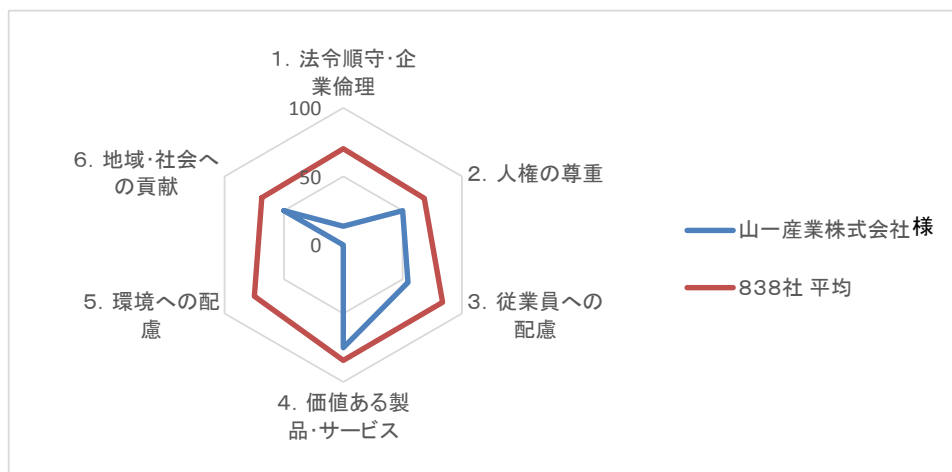 1. 法令順守・企
業倫理
100
6. 地域・社会へ
の貢献
2. 人権の尊重
50
山一産業株式会社様
0
838社 平均
5. 環境への配
慮
3. 従業員への
配慮
4. 価値ある製
品・サービス